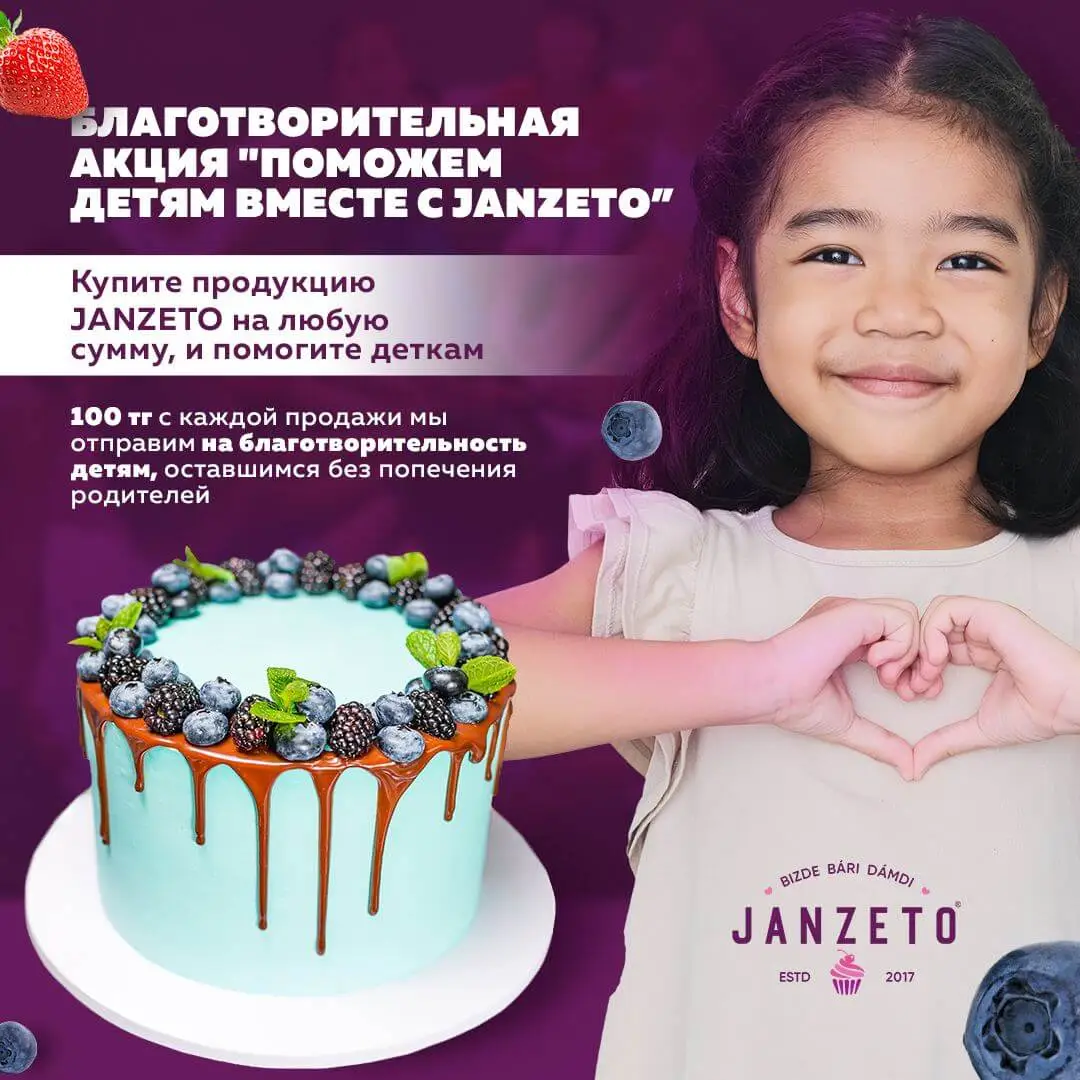 БЛАГОТВОРИТЕЛЬНАЯ
АКЦИЯ "ПОМОЖЕМ
ДЕТЯМ ВМЕСТЕ С JANZETO”
Купите продукцию
JANZETO на любую
сумму, и помогите деткам
100 тг с каждой продажи мы
отправим на благотворительность
детям, оставшимся без попечения
родителей
BIZDE BÁRI DÁMDI
JANZETO®
ESTD 2017